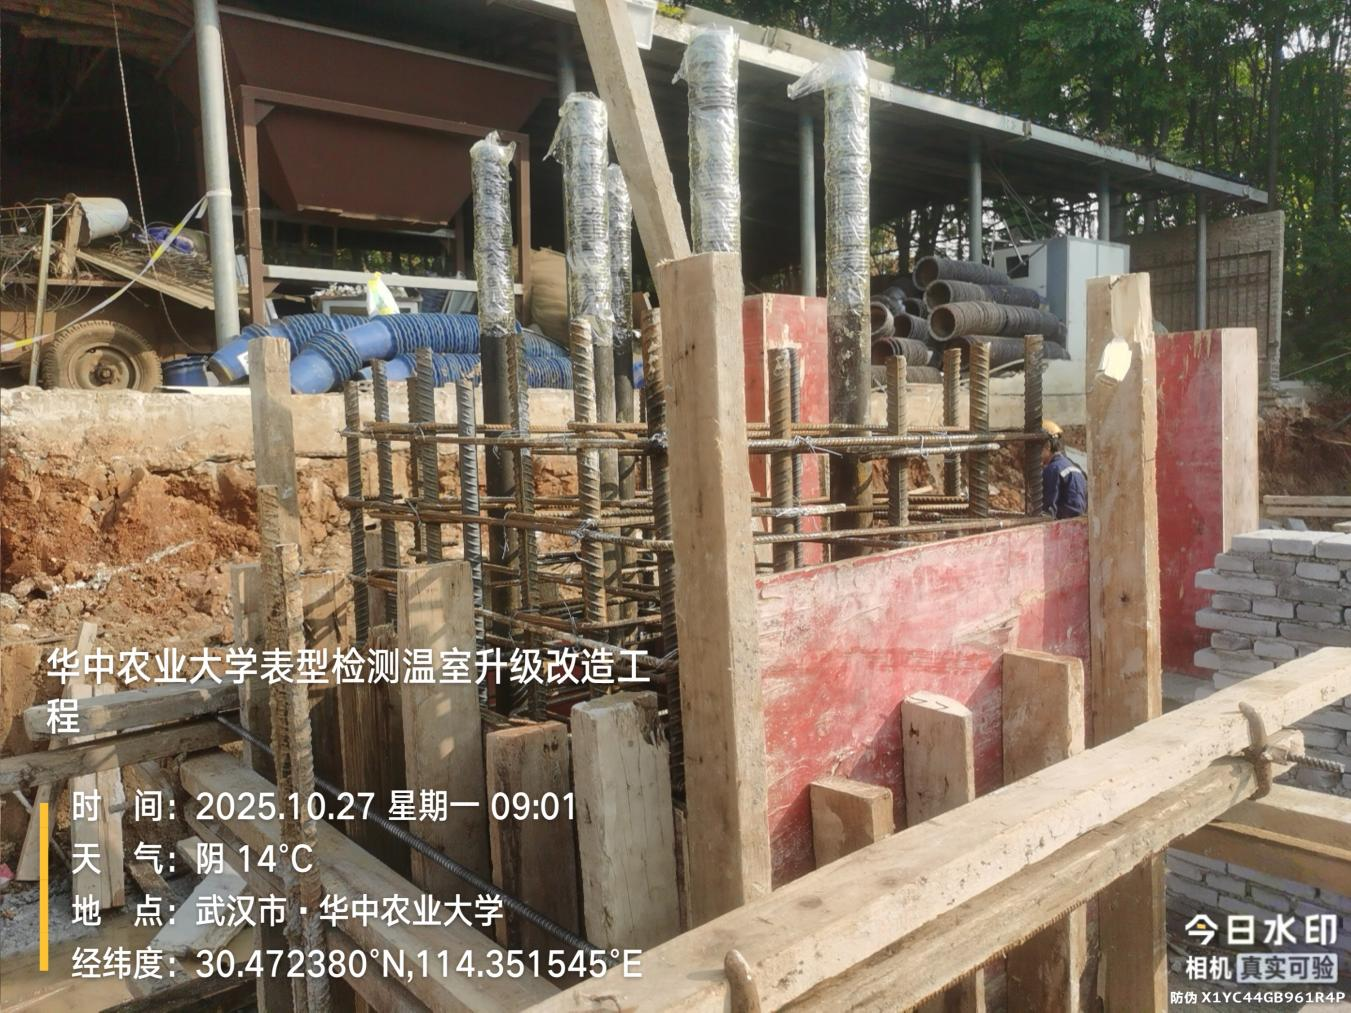 华中农业大学表型检测温室升级改造工
程
时 间：2025.10.27 星期一 09:01
天 气：阴 14°C
地 点：武汉市·华中农业大学
经纬度：30.472380°N,114.351545°E
今日水印
相机 真实可验
防伪 X1YC44GB961R4P